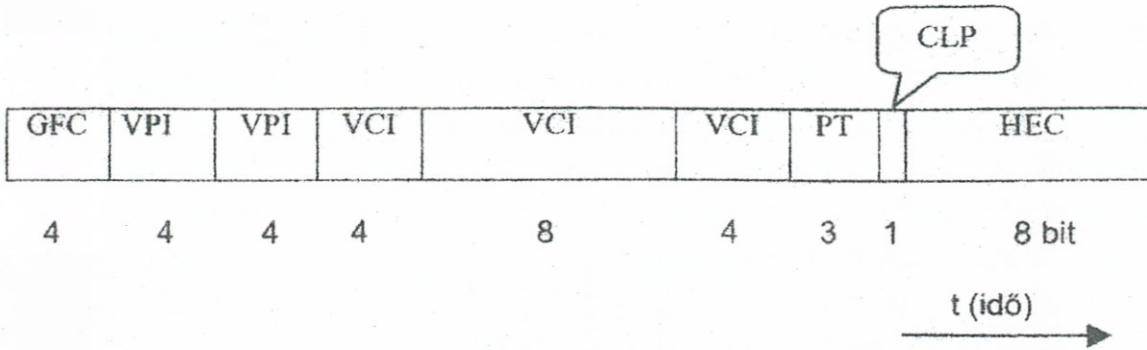 CLP
GFC VPI VPI VCI VCI VCI PT HEC
4 4 4 4 8 4 3 1 8 bit
t (idő)